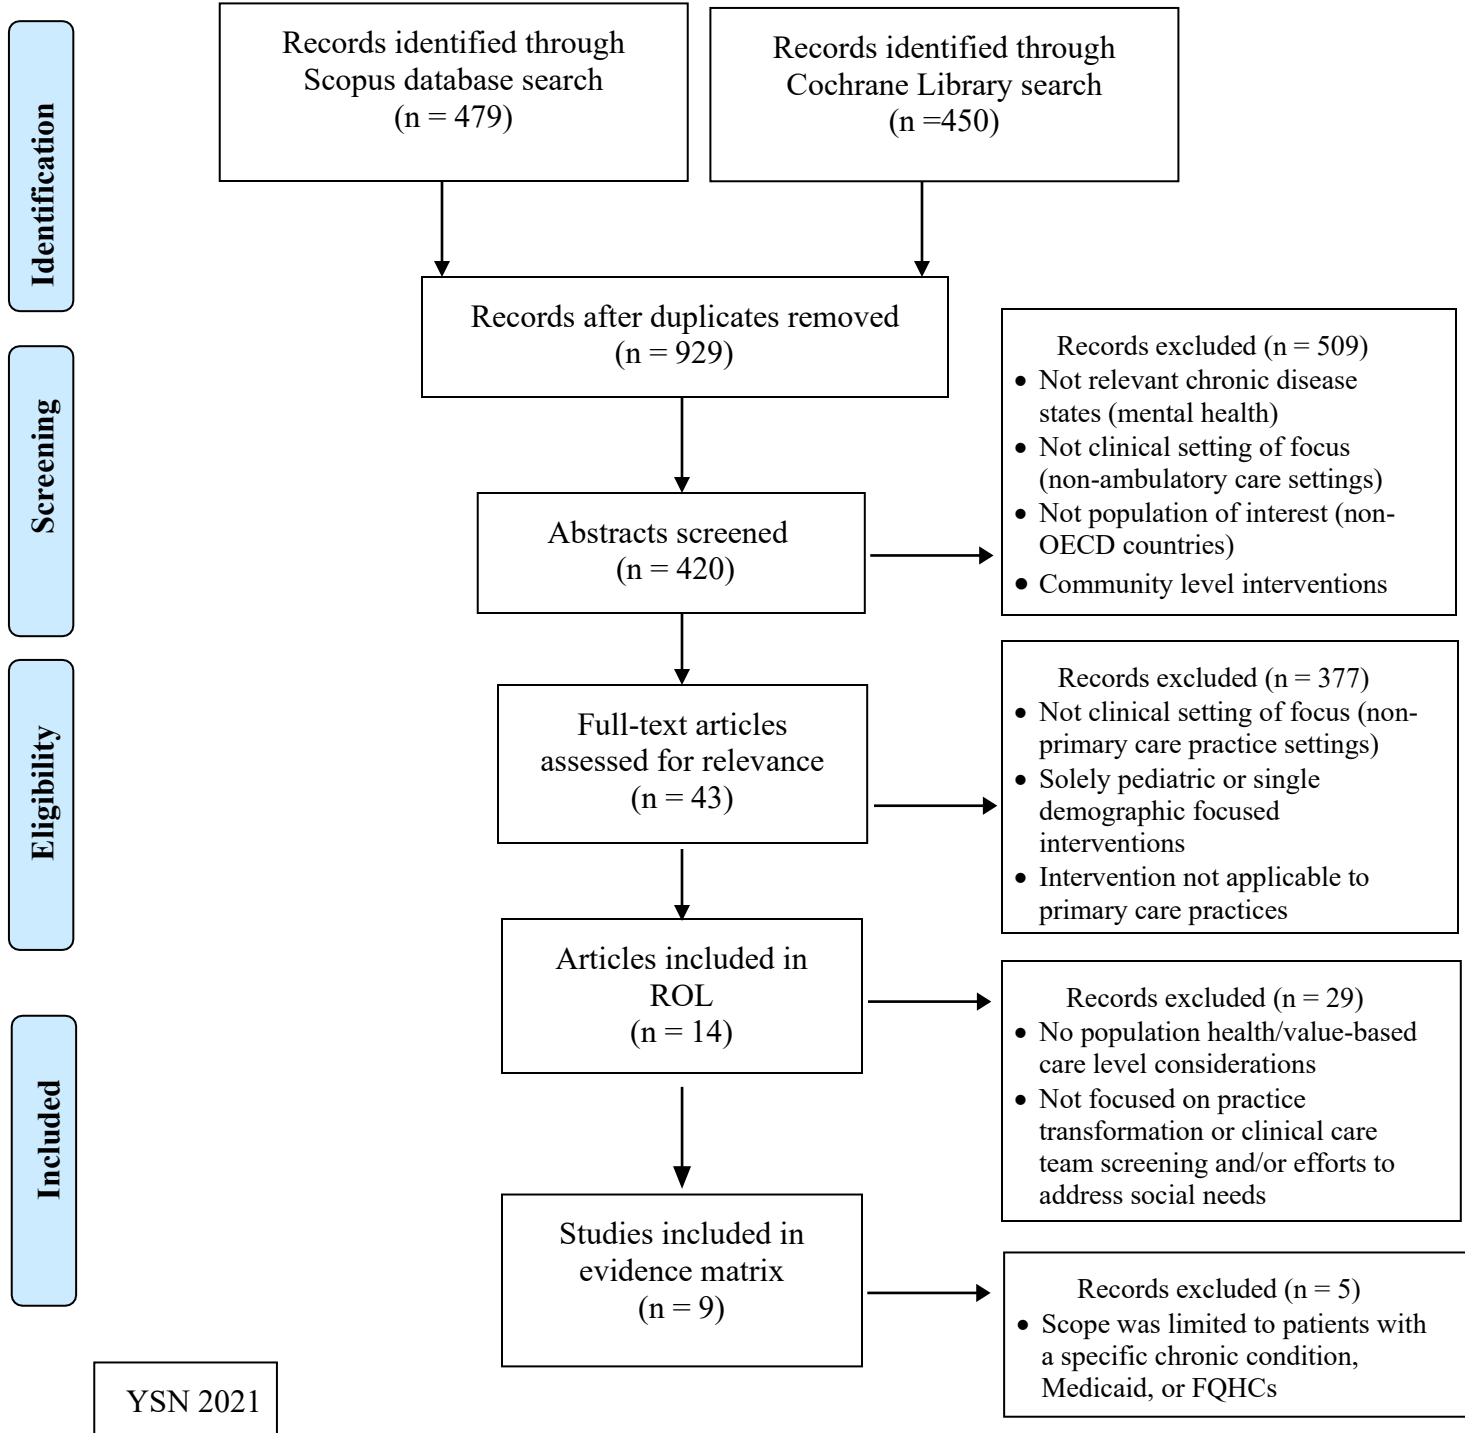 Identification
Records identified through
Scopus database search
(n = 479)
Records identified through
Cochrane Library search
(n =450)
Records after duplicates removed
(n = 929)
Screening
Records excluded (n = 509)
• Not relevant chronic disease
states (mental health)
• Not clinical setting of focus
(non-ambulatory care settings)
• Not population of interest (non-
OECD countries)
• Community level interventions
Abstracts screened
(n = 420)
Eligibility
Full-text articles
assessed for relevance
(n = 43)
Records excluded (n = 377)
• Not clinical setting of focus (non-
primary care practice settings)
• Solely pediatric or single
demographic focused
interventions
• Intervention not applicable to
primary care practices
Included
Articles included in
ROL
(n = 14)
Records excluded (n = 29)
• No population health/value-based
care level considerations
• Not focused on practice
transformation or clinical care
team screening and/or efforts to
address social needs
Studies included in
evidence matrix
(n = 9)
Records excluded (n = 5)
• Scope was limited to patients with
a specific chronic condition,
Medicaid, or FQHCs
YSN 2021